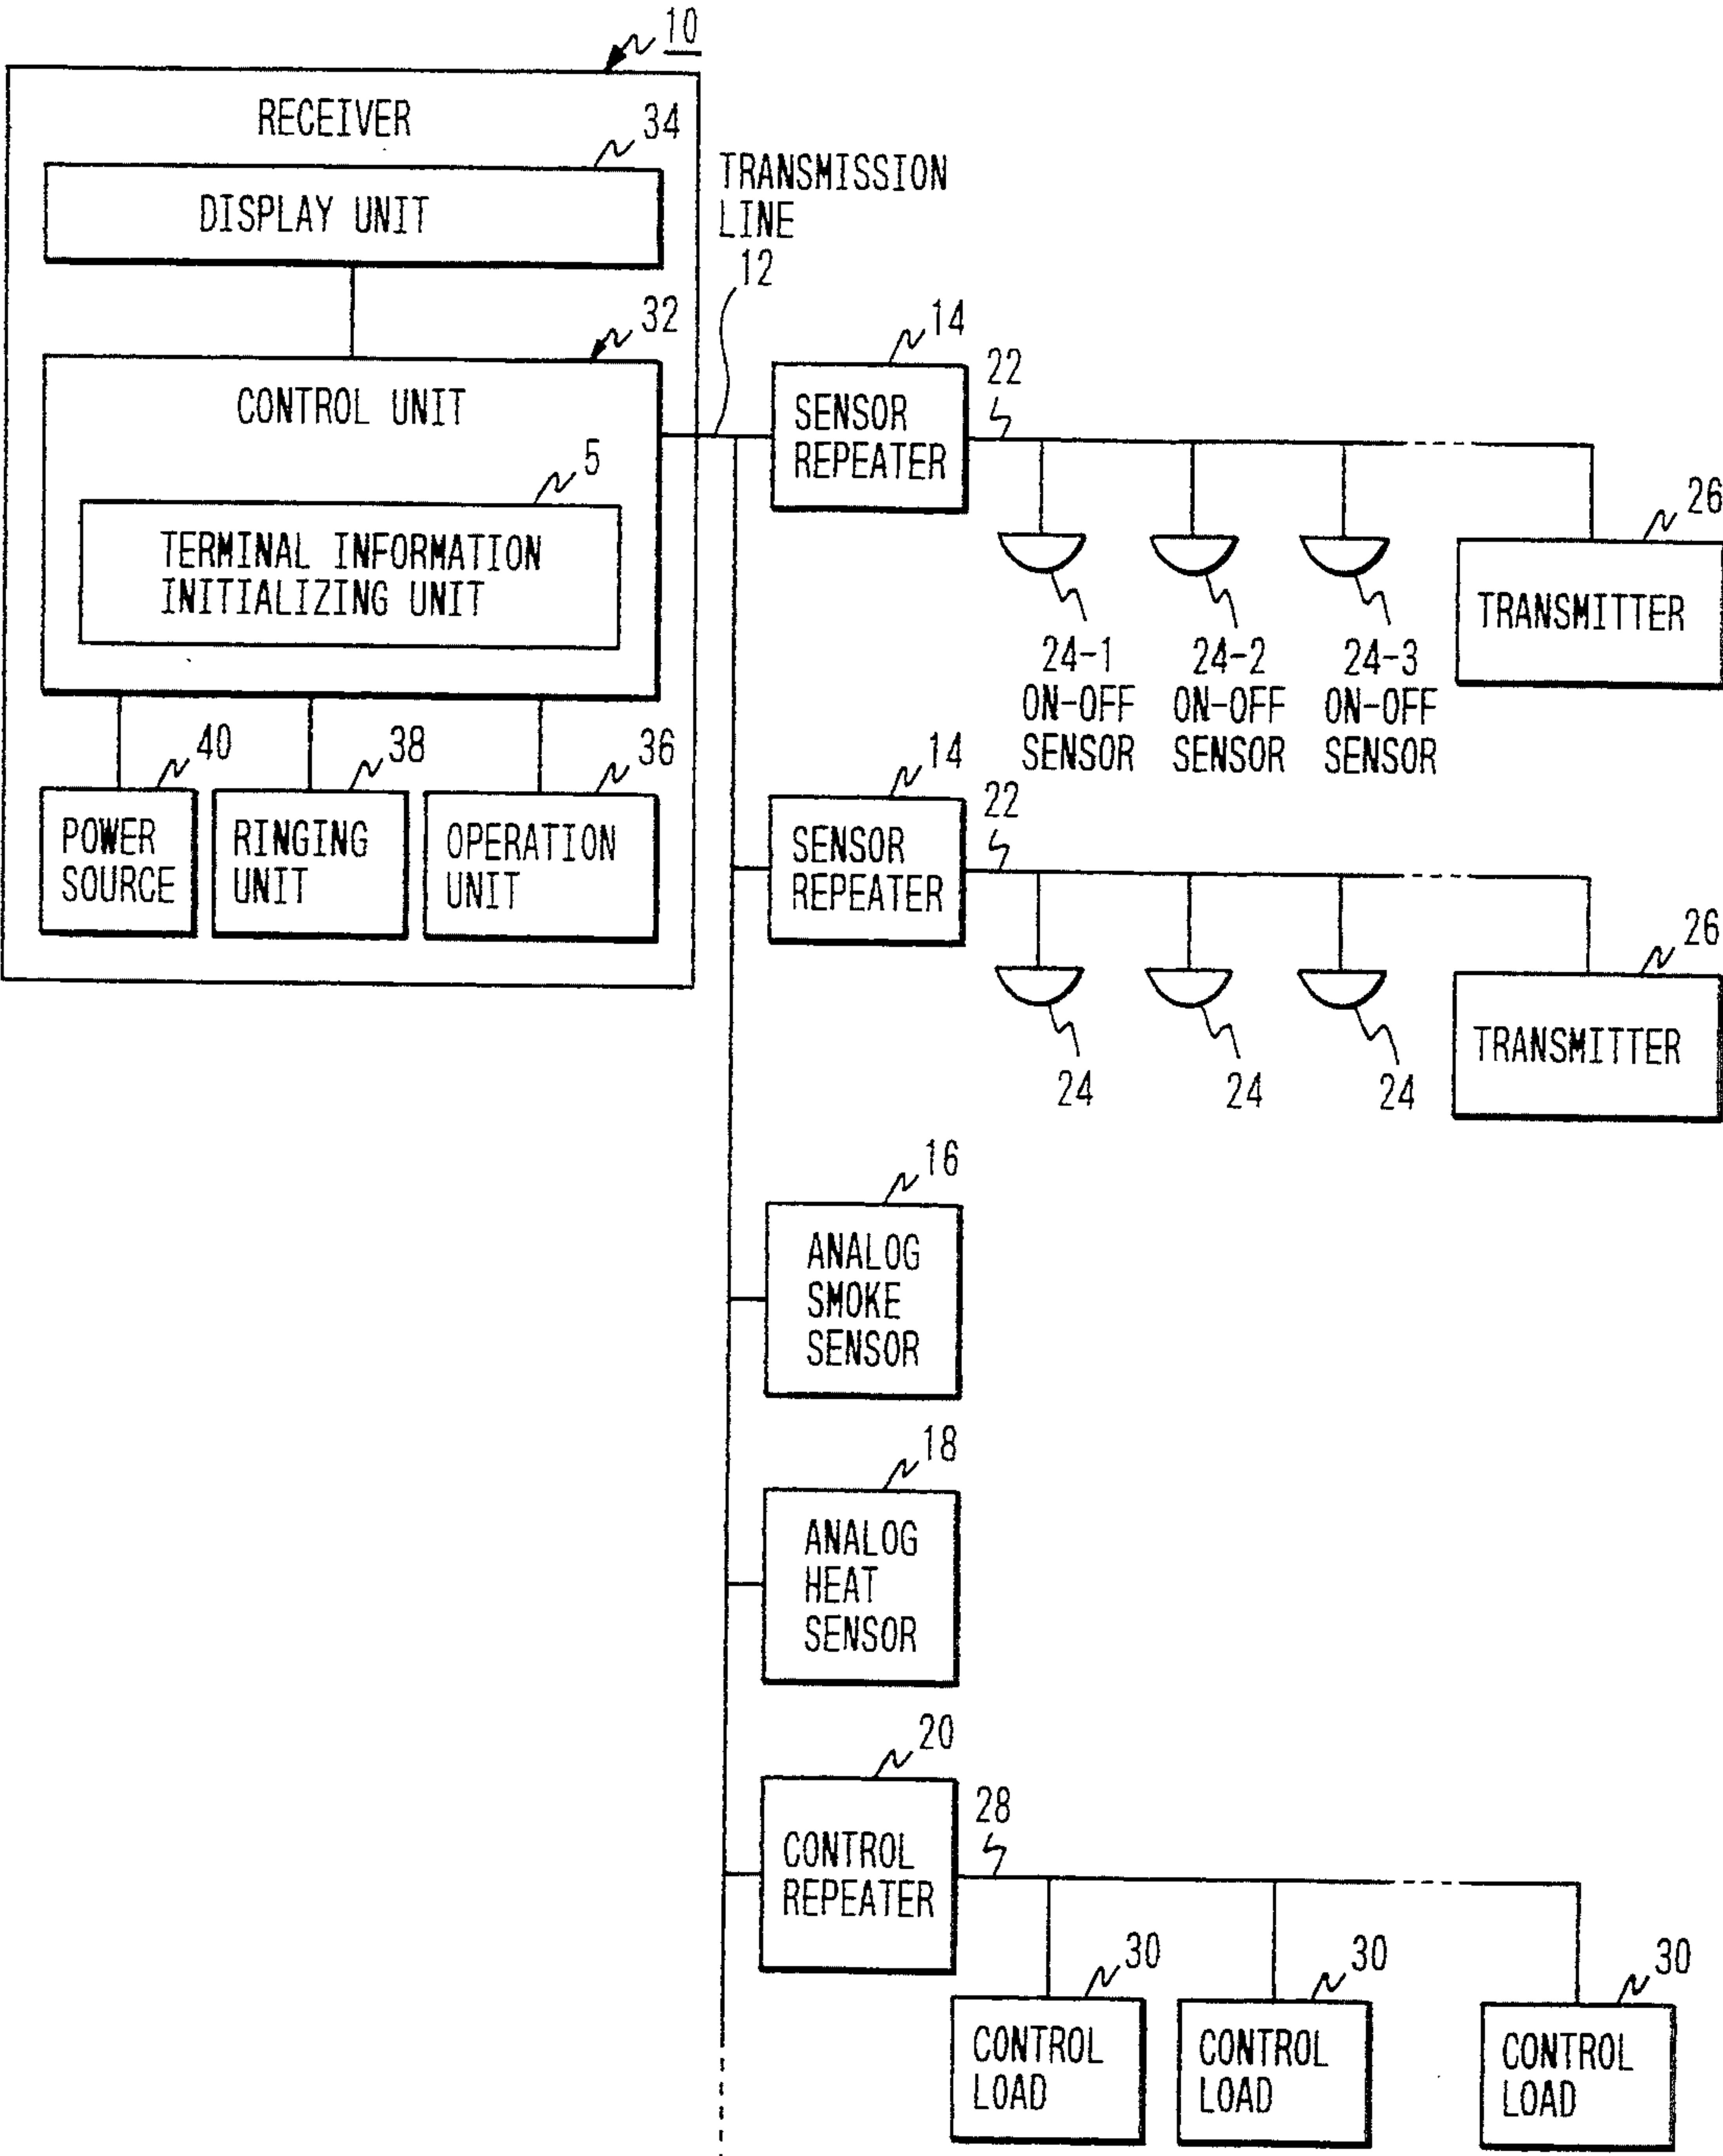 10
RECEIVER
34
DISPLAY UNIT
TRANSMISSION
LINE
12
32
CONTROL UNIT
5
TERMINAL INFORMATION
INITIALIZING UNIT
40
38
36
POWER
SOURCE
RINGING
UNIT
OPERATION
UNIT
14
SENSOR
REPEATER
22
24-1
ON-OFF
SENSOR
24-2
ON-OFF
SENSOR
24-3
ON-OFF
SENSOR
26
TRANSMITTER
14
SENSOR
REPEATER
22
24
24
24
26
TRANSMITTER
16
ANALOG
SMOKE
SENSOR
18
ANALOG
HEAT
SENSOR
20
CONTROL
REPEATER
28
30
CONTROL
LOAD
30
CONTROL
LOAD
30
CONTROL
LOAD